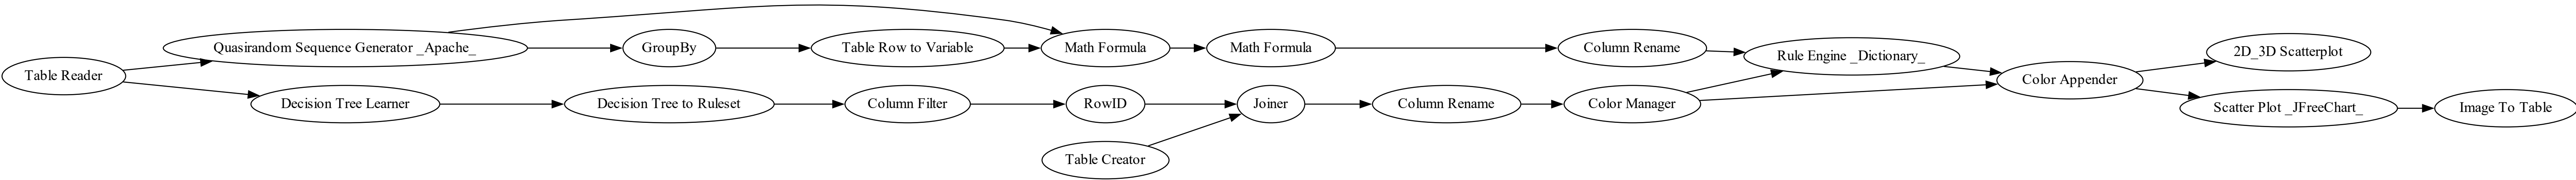 Table Reader
Quasirandom Sequence Generator _Apache_
GroupBy
Table Row to Variable
Math Formula
Math Formula
Column Rename
Rule Engine _Dictionary_
Color Appender
2D_3D Scatterplot
Decision Tree Learner
Decision Tree to Ruleset
Column Filter
RowID
Joiner
Column Rename
Color Manager
Scatter Plot _JFreeChart_
Image To Table
Table Creator